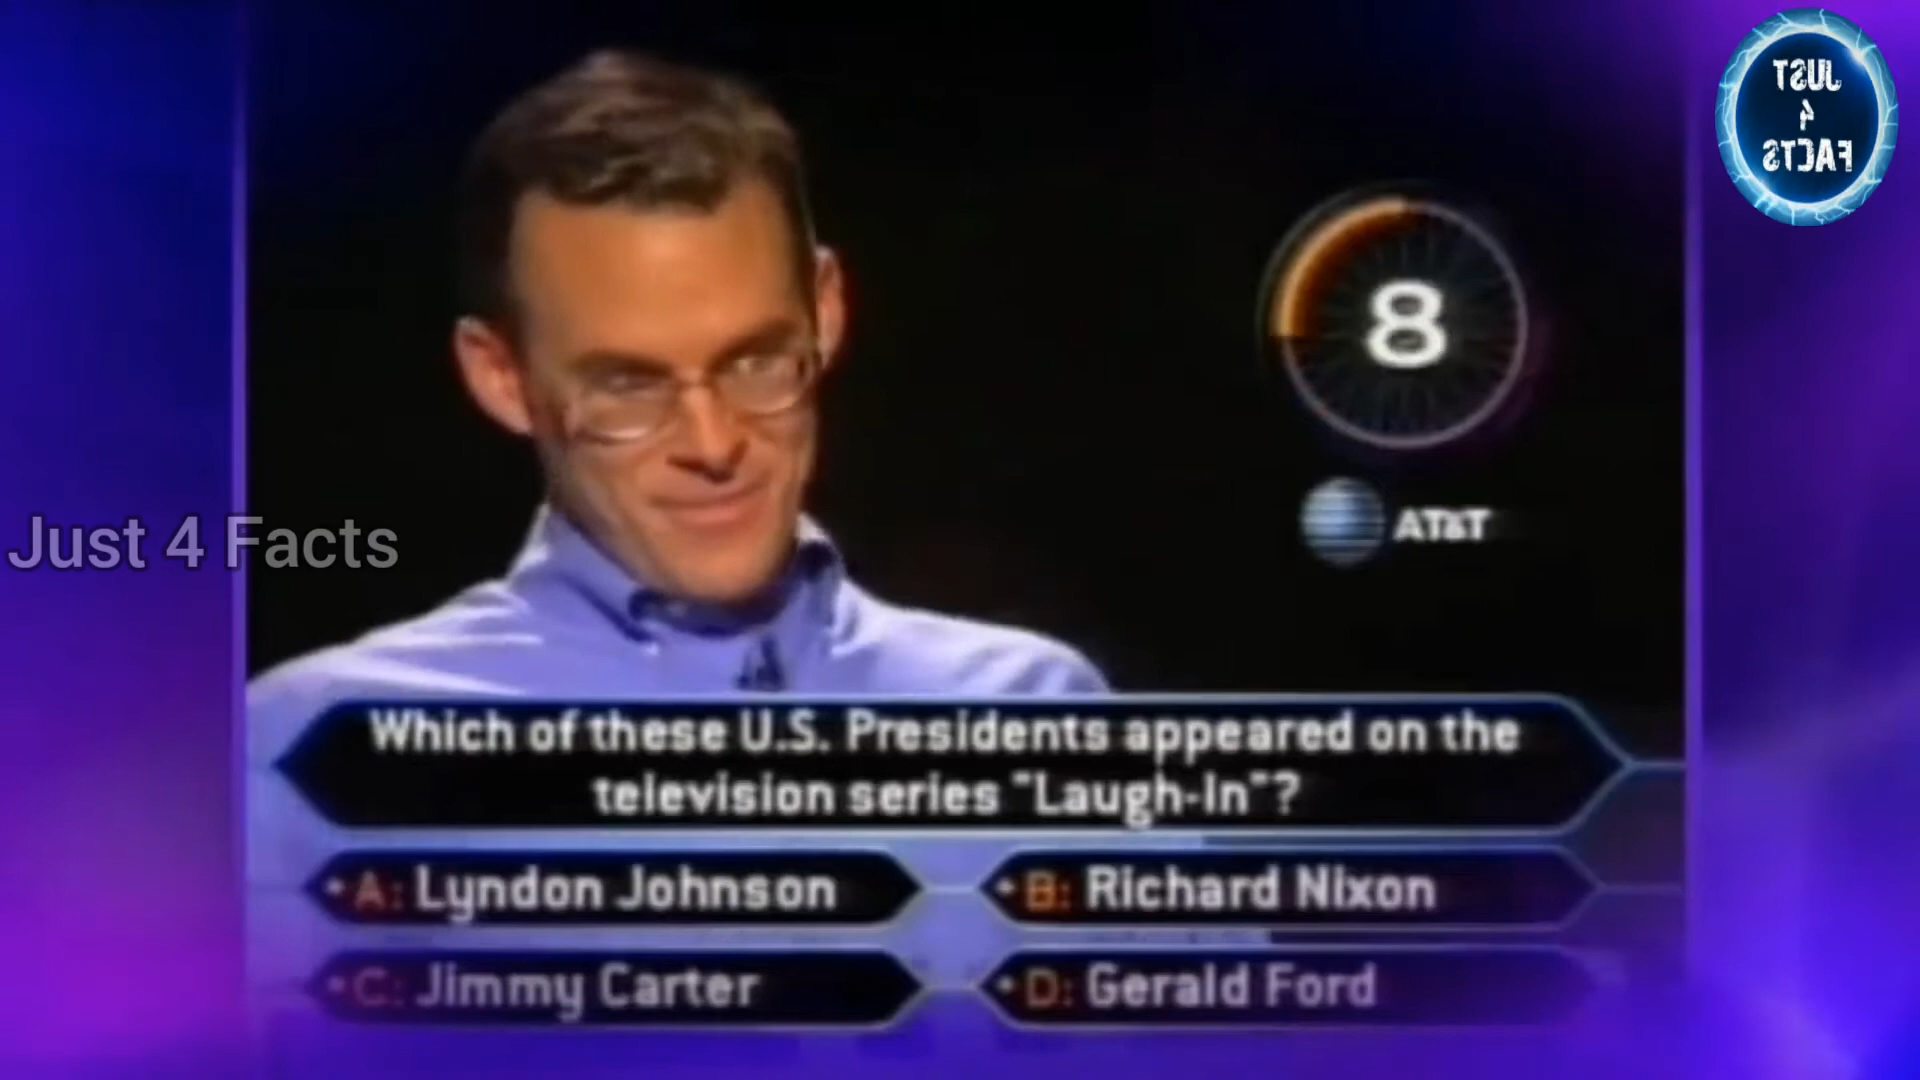 JUST
4
FACTS
8
AT&T
Just 4 Facts
Which of these U.S. Presidents appeared on the
television series "Laugh-In"?
A: Lyndon Johnson
B: Richard Nixon
C: Jimmy Carter
D: Gerald Ford